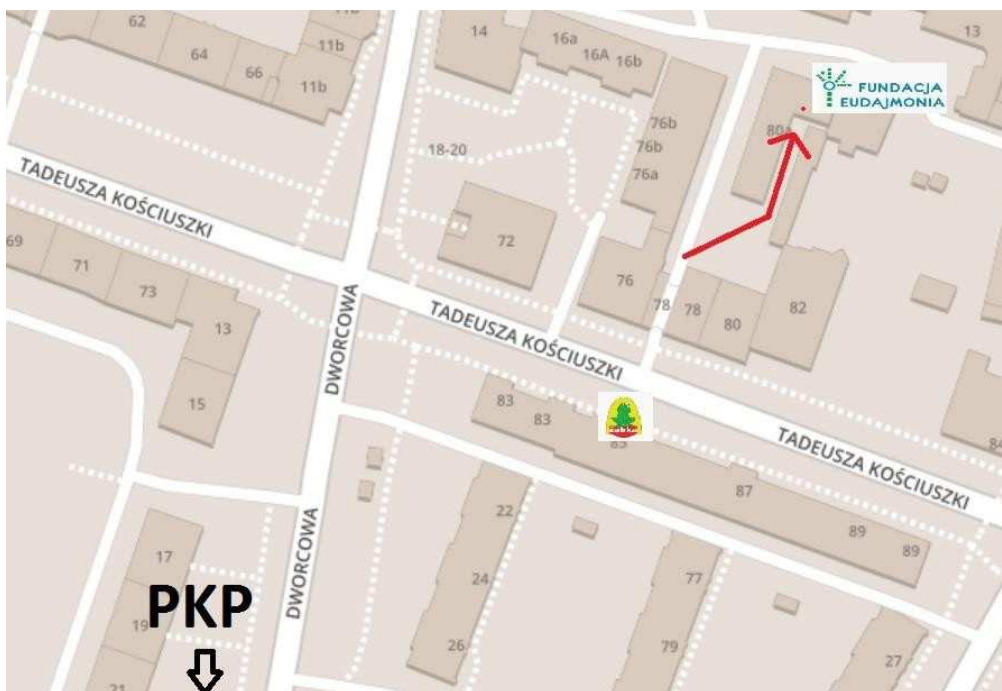 62
64
66
11b
11b
11b
14
16a
16A
16b
13
FUNDACJA
EUDAJMONIA
76b
76b
76a
80a
18-20
TADEUSZA KOŚCIUSZKI
69
71
73
13
15
72
76
78
78
80
82
DWORCOWA
TADEUSZA KOŚCIUSZKI
83
83
85
TADEUSZA KOŚCIUSZKI
87
89
89
22
24
26
77
79
27
DWORCOWA
17
19
21
PKP